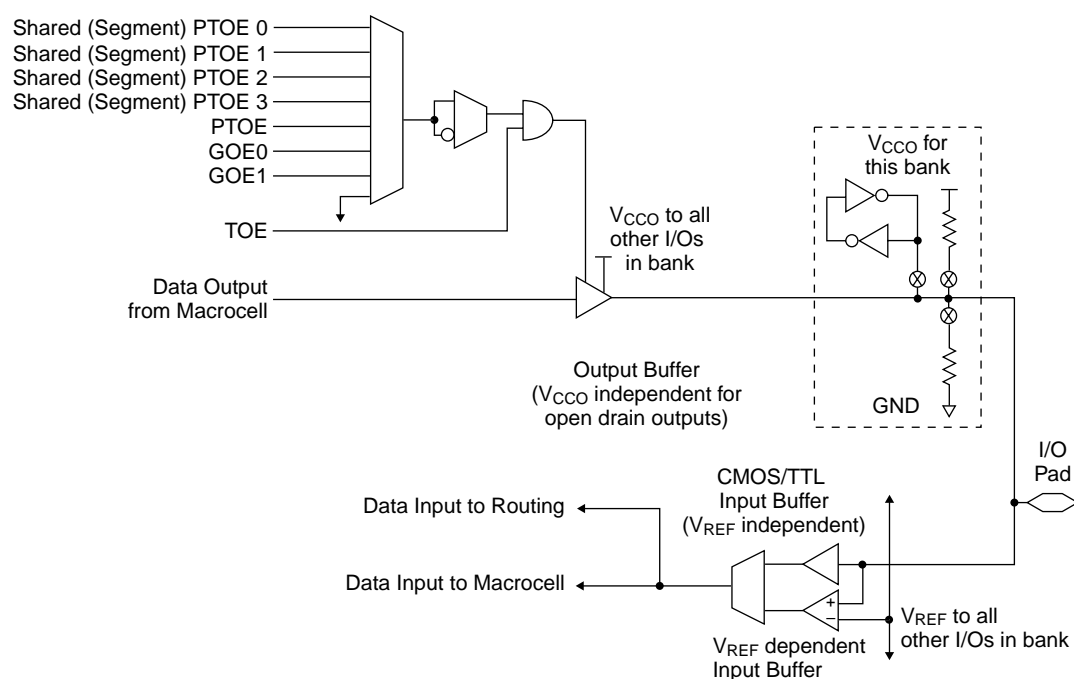 Shared (Segment) PTOE 0
Shared (Segment) PTOE 1
Shared (Segment) PTOE 2
Shared (Segment) PTOE 3
PTOE
GOE0
GOE1
TOE
Data Output
from Macrocell
VCCO to all
other I/Os
in bank
VCCO for
this bank
GND
Output Buffer
(VCCO independent for
open drain outputs)
I/O
Pad
CMOS/TTL
Input Buffer
(VREF independent)
Data Input to Routing
Data Input to Macrocell
+
−
VREF to all
other I/Os in bank
VREF dependent
Input Buffer